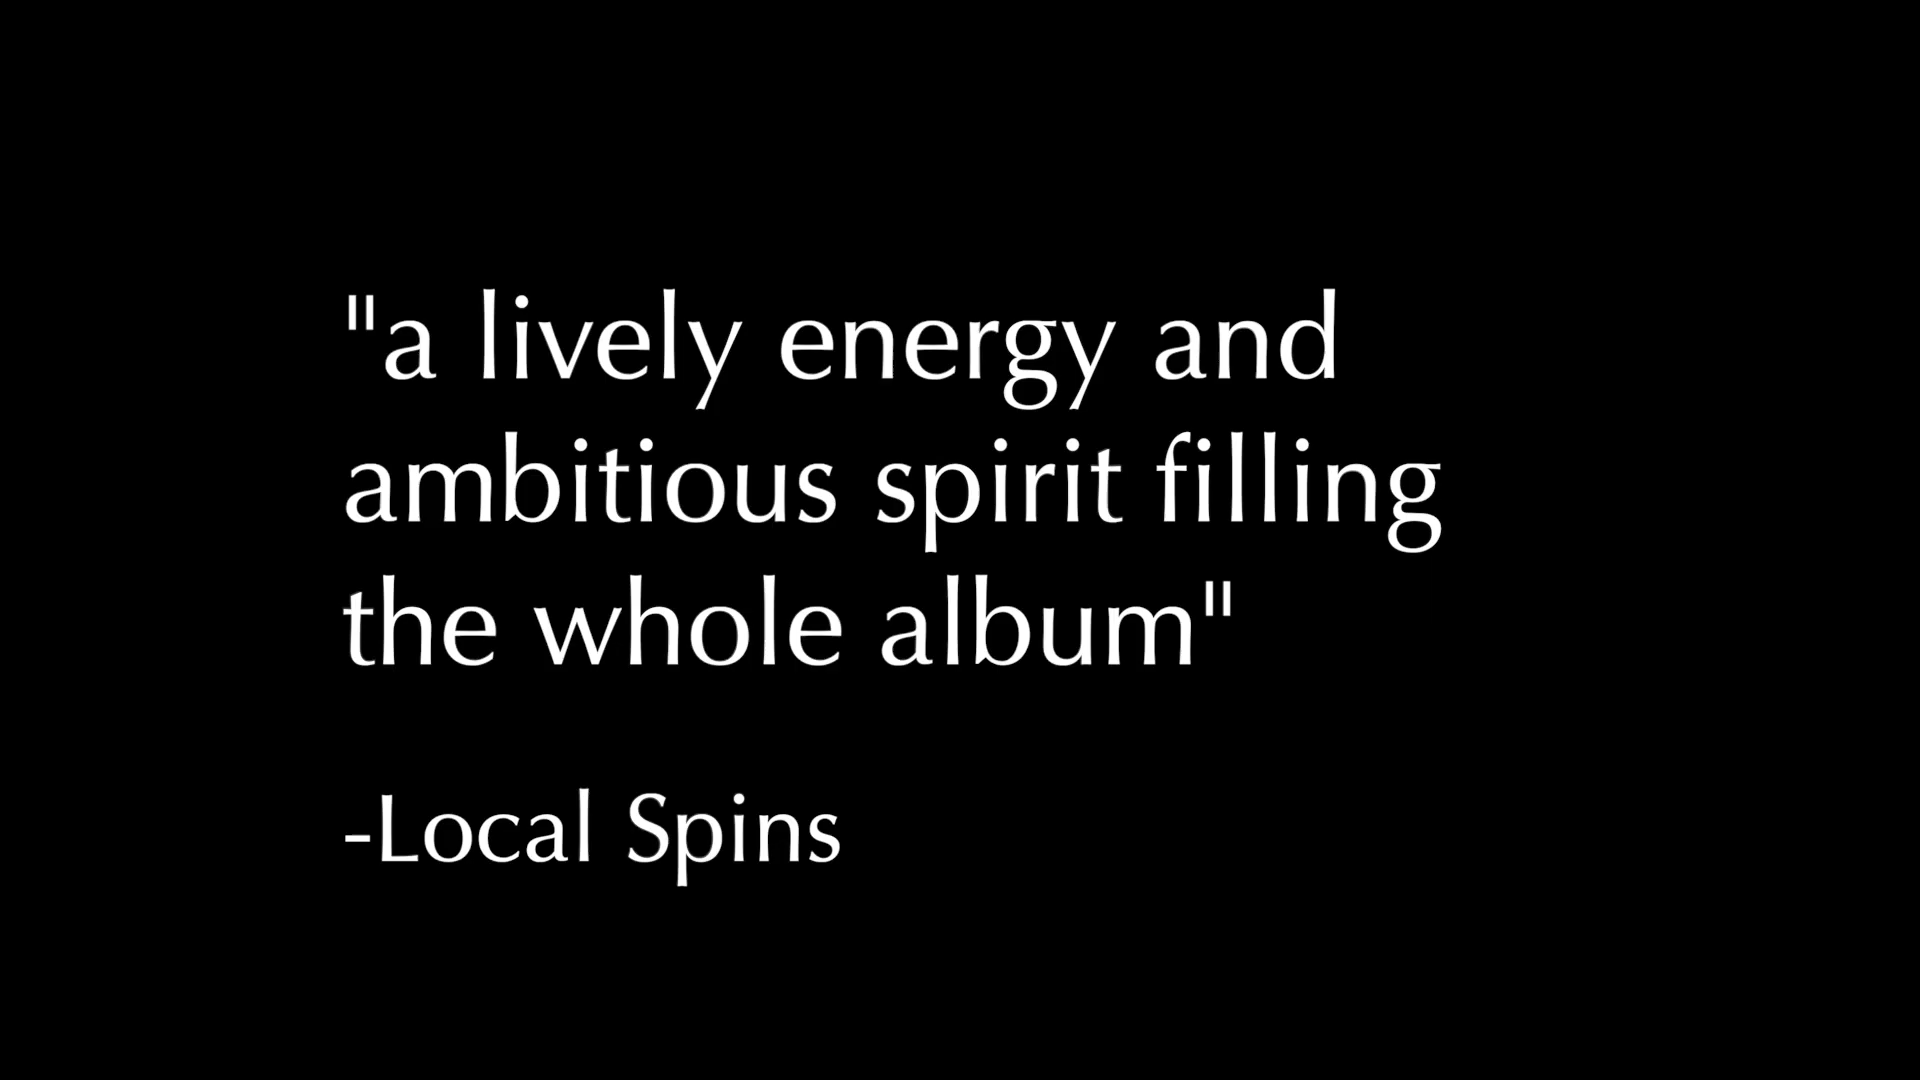 "a lively energy and
ambitious spirit filling
the whole album"
-Local Spins